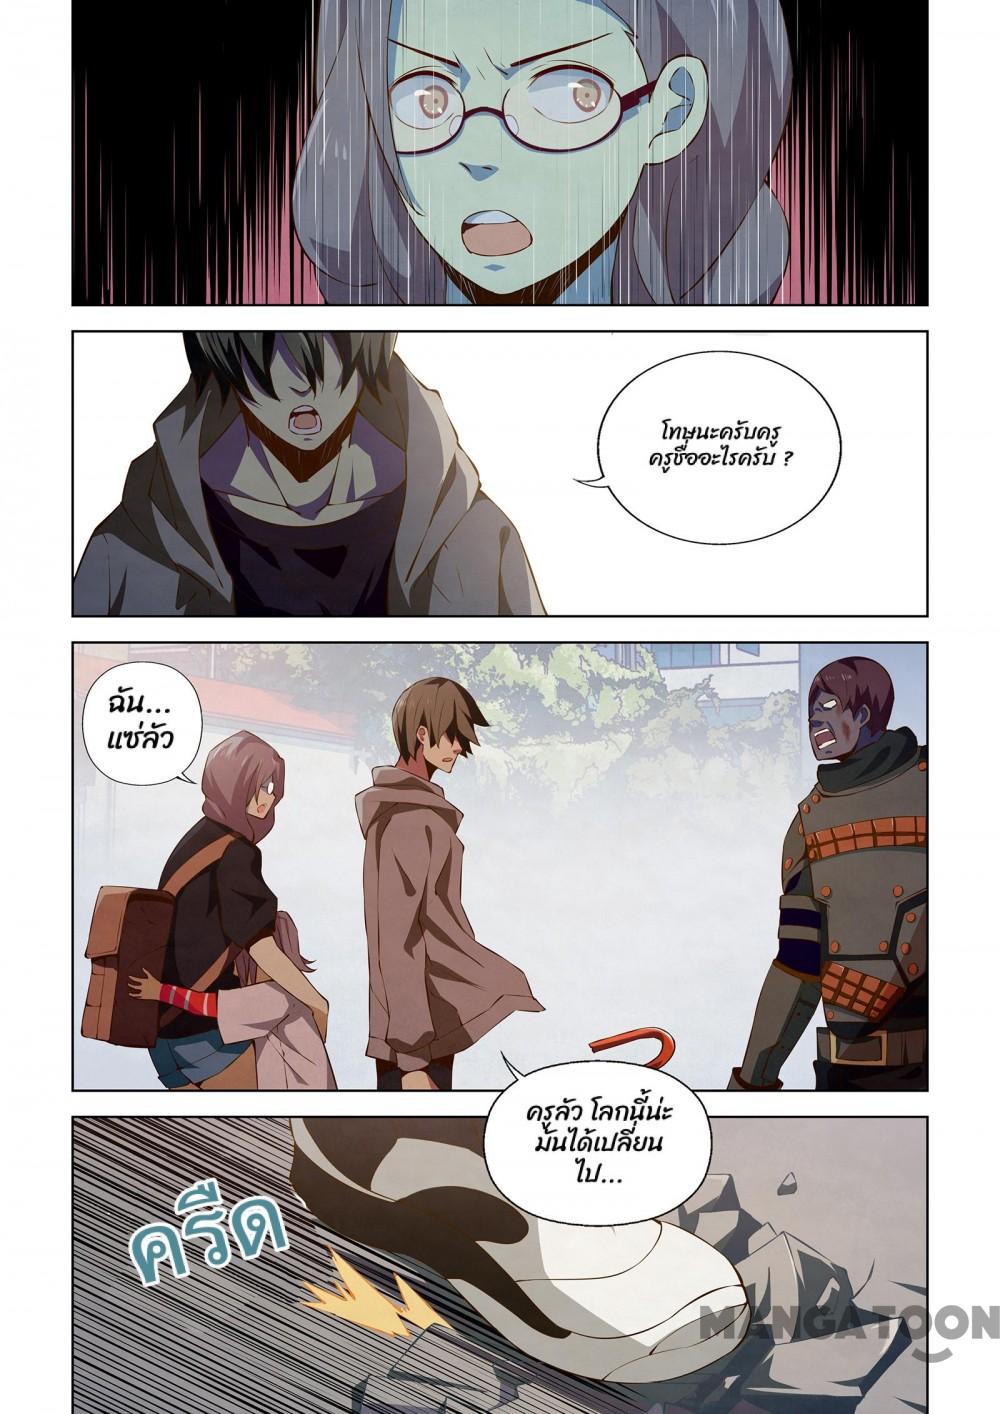 โทษนะครับครู
ครูชื่ออะไรครับ ?
ฉัน...
แซ่ลัว
ครูลัว โลกนี้น่ะ
มันได้เปลี่ยน
ไป...
ครืด
MANGATOON